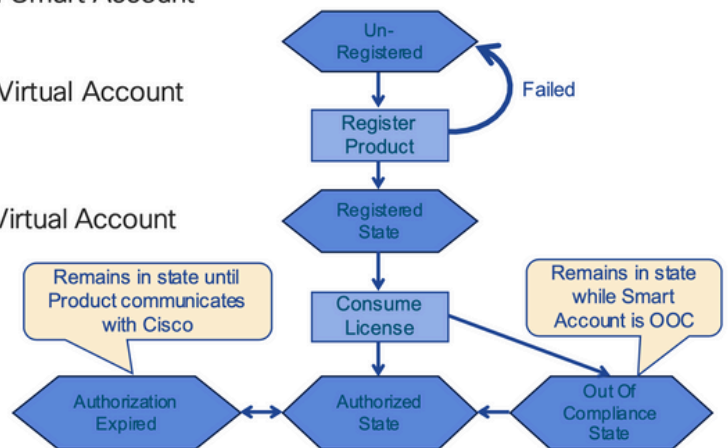 Smart Account
Un-
Registered
Virtual Account
Failed
Register
Product
Virtual Account
Registered
State
Remains in state until
Product communicates
with Cisco
Remains in state
while Smart
Account is OOC
Consume
License
Authorization
Expired
Authorized
State
Out Of
Compliance
State